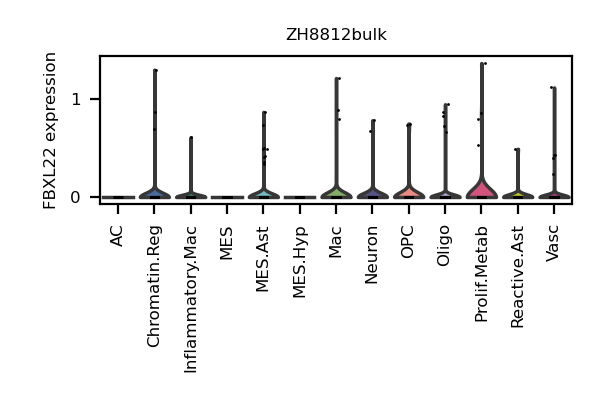 ZH8812bulk
FBXL22 expression
1
0
AC
Chromatin.Reg
Inflammatory.Mac
MES
MES.Ast
MES.Hyp
Mac
Neuron
OPC
Oligo
Prolif.Metab
Reactive.Ast
Vasc